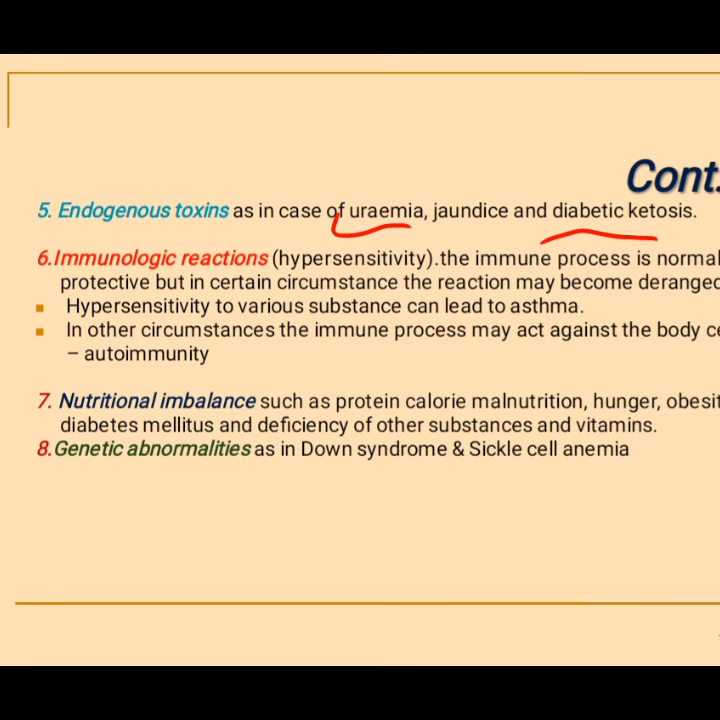 Cont.
5. Endogenous toxins as in case of uraemia, jaundice and diabetic ketosis.
6.Immunologic reactions (hypersensitivity).the immune process is normal
protective but in certain circumstance the reaction may become deranged
Hypersensitivity to various substance can lead to asthma.
In other circumstances the immune process may act against the body ce
– autoimmunity
7. Nutritional imbalance such as protein calorie malnutrition, hunger, obesit
diabetes mellitus and deficiency of other substances and vitamins.
8.Genetic abnormalities as in Down syndrome & Sickle cell anemia